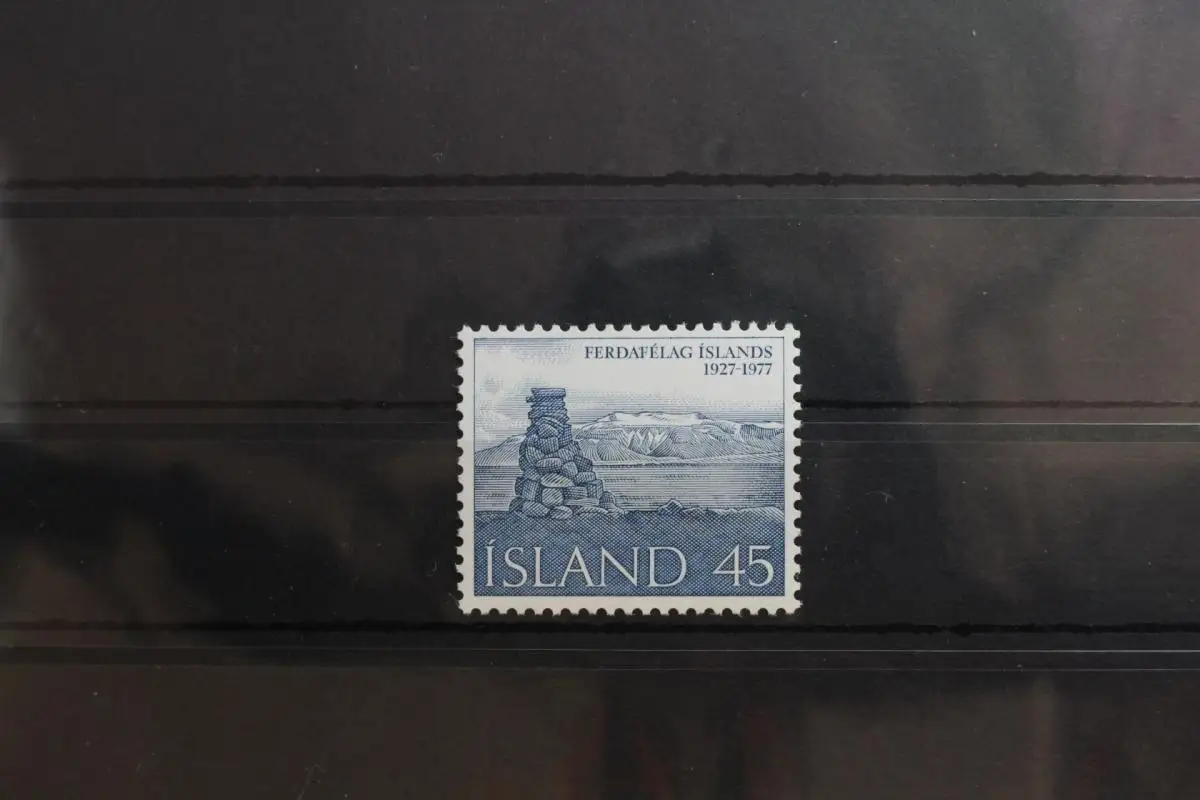 FERDAFÉLAG ÍSLANDS
1927-1977
ÍSLAND 45